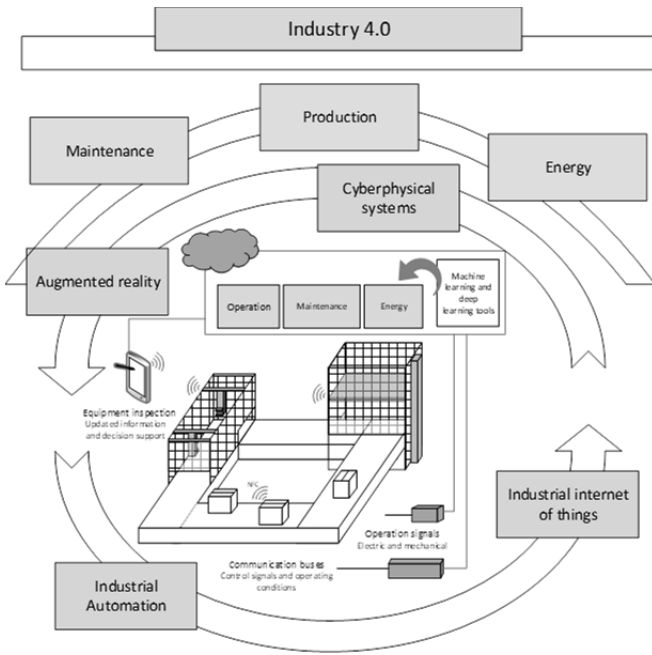 Industry 4.0
Production
Maintenance
Energy
Cyberphysical
systems
Augmented reality
Operation
Maintenance
Energy
Machine
learning and
deep
learning tools
Equipment inspection
Updated information
and decision support
NFC
Industrial internet
of things
Operation signals
Electric and mechanical
Communication buses
Control signals and operating
conditions
Industrial
Automation